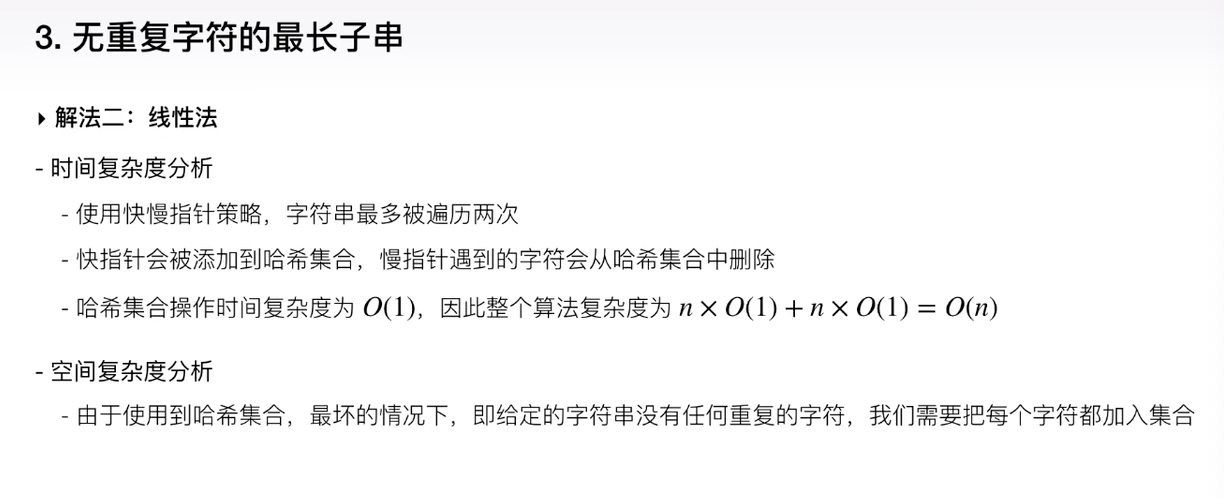 3. 无重复字符的最长子串
▸ 解法二：线性法
- 时间复杂度分析
- 使用快慢指针策略，字符串最多被遍历两次
- 快指针会被添加到哈希集合，慢指针遇到的字符会从哈希集合中删除
- 哈希集合操作时间复杂度为 O(1)，因此整个算法复杂度为 n × O(1) + n × O(1) = O(n)
- 空间复杂度分析
- 由于使用到哈希集合，最坏的情况下，即给定的字符串没有任何重复的字符，我们需要把每个字符都加入集合